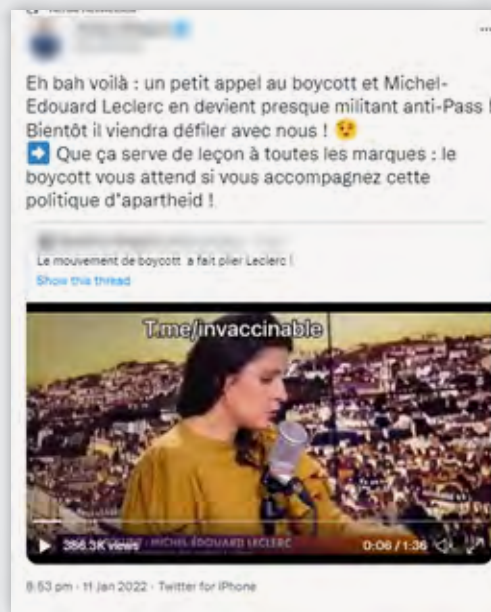 Eh bah voilà : un petit appel au boycott et Michel-
Edouard Leclerc en devient presque militant anti-Pass !
Bientôt il viendra défiler avec nous ! 😯
➡️ Que ça serve de leçon à toutes les marques : le
boycott vous attend si vous accompagnez cette
politique d'apartheid !
Le mouvement de boycott a fait plier Leclerc !
Show this thread
T.me/invaccinable
386.3K views
MICHEL ÉDOUARD LECLERC
0:06 / 1:36
8:53 pm · 11 Jan 2022 · Twitter for iPhone